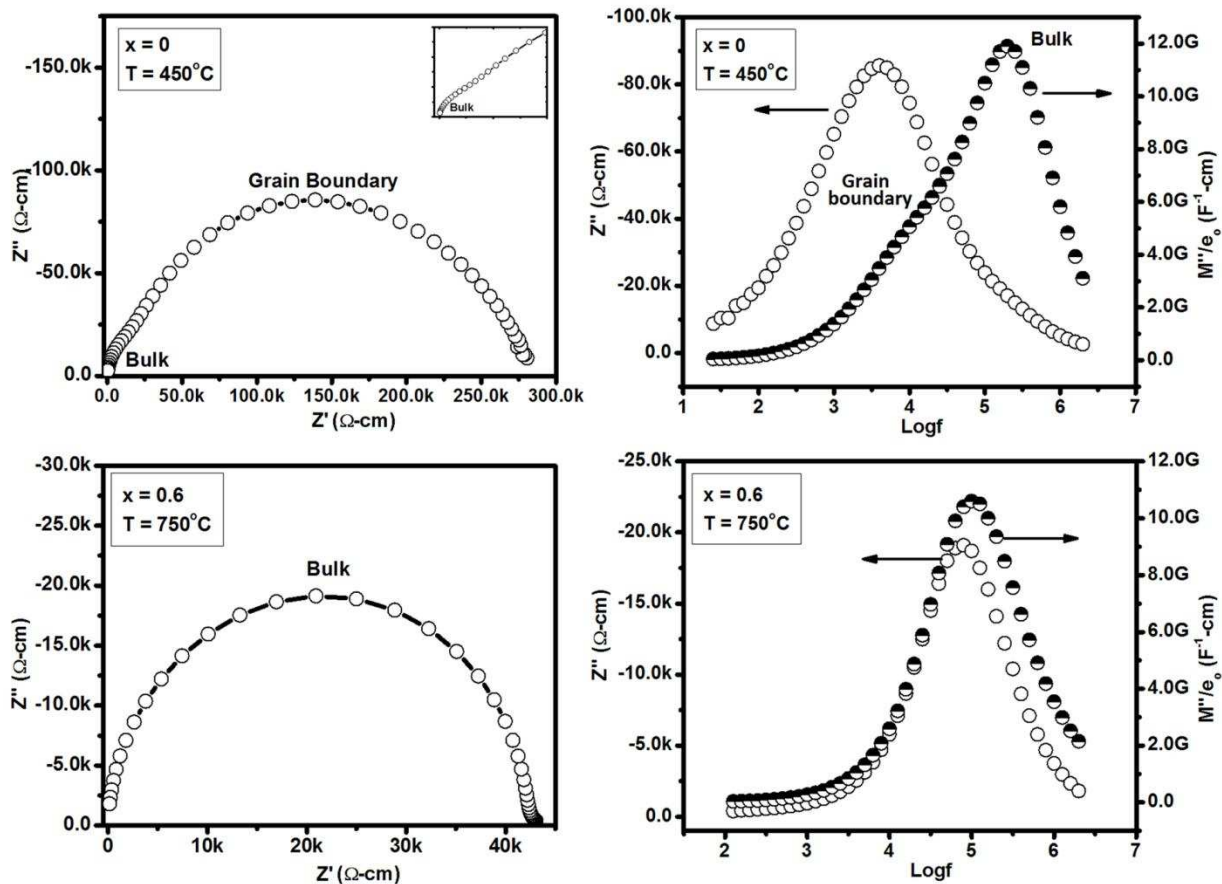 x = 0
T = 450°C
Bulk
Grain Boundary
Bulk
Z'' (Ω-cm)
-150.0k
-100.0k
-50.0k
0.0
0.0
50.0k
100.0k
150.0k
200.0k
250.0k
300.0k
Z' (Ω-cm)
x = 0
T = 450°C
Bulk
Grain
boundary
Z'' (Ω-cm)
-100.0k
-80.0k
-60.0k
-40.0k
-20.0k
0.0
12.0G
10.0G
8.0G
6.0G
4.0G
2.0G
0.0
M''/eo (F-1-cm)
1
2
3
4
5
6
7
Logf
x = 0.6
T = 750°C
Bulk
Z'' (Ω-cm)
-30.0k
-25.0k
-20.0k
-15.0k
-10.0k
-5.0k
0.0
0
10k
20k
30k
40k
Z' (Ω-cm)
x = 0.6
T = 750°C
Z'' (Ω-cm)
-25.0k
-20.0k
-15.0k
-10.0k
-5.0k
0.0
12.0G
10.0G
8.0G
6.0G
4.0G
2.0G
0.0
M''/eo (F-1-cm)
2
3
4
5
6
7
Logf